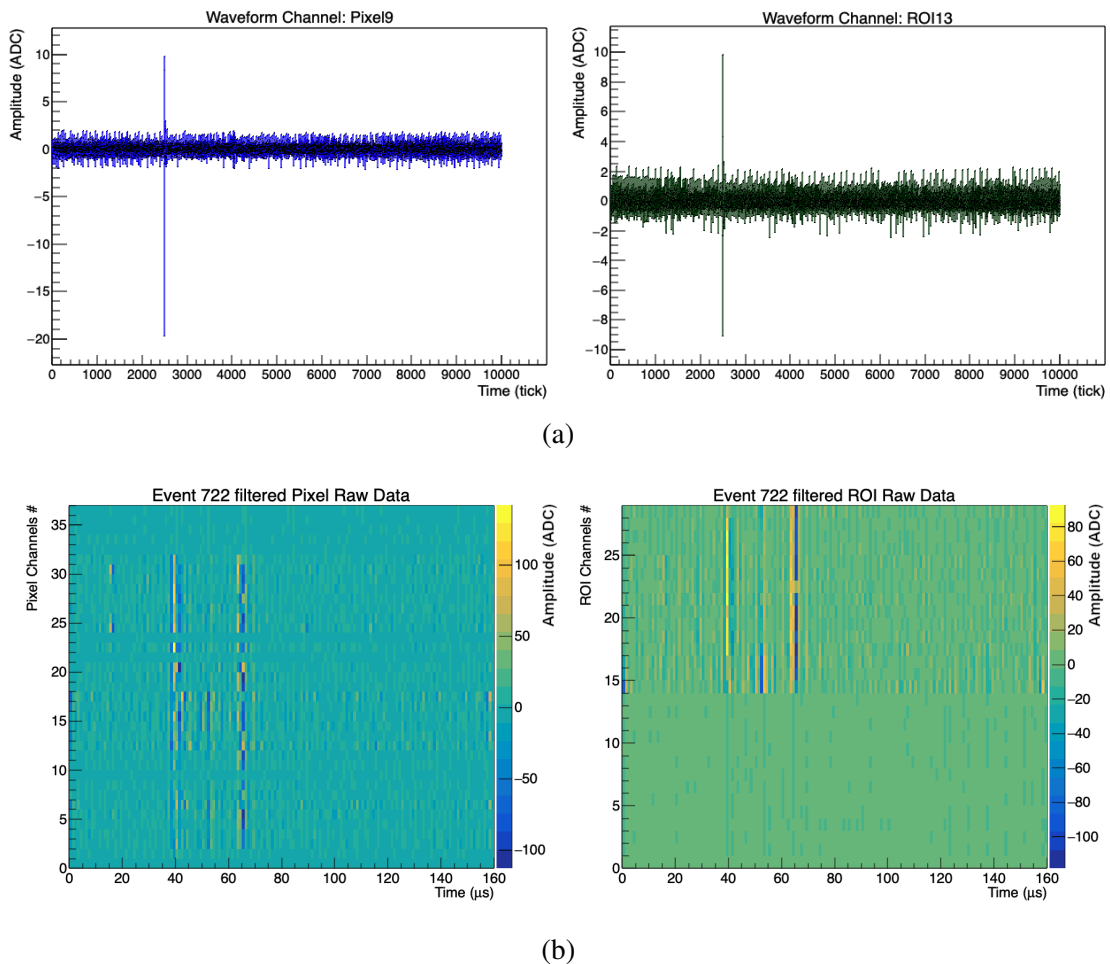 Waveform Channel: Pixel9
Amplitude (ADC)
10
5
0
−5
−10
−15
−20
0 1000 2000 3000 4000 5000 6000 7000 8000 9000 10000
Time (tick)
Waveform Channel: ROI13
Amplitude (ADC)
10
8
6
4
2
0
−2
−4
−6
−8
−10
0 1000 2000 3000 4000 5000 6000 7000 8000 9000 10000
Time (tick)
(a)
Event 722 filtered Pixel Raw Data
Pixel Channels #
35
30
25
20
15
10
5
0
0 20 40 60 80 100 120 140 160
Time (μs)
Amplitude (ADC)
100
50
0
−50
−100
Event 722 filtered ROI Raw Data
ROI Channels #
25
20
15
10
5
0
0 20 40 60 80 100 120 140 160
Time (μs)
Amplitude (ADC)
80
60
40
20
0
−20
−40
−60
−80
−100
(b)